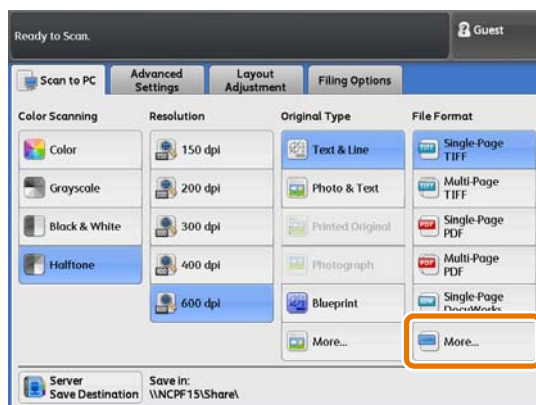 Ready to Scan.
Guest
Scan to PC
Advanced
Settings
Layout
Adjustment
Filing Options
Color Scanning
Resolution
Original Type
File Format
Color
Grayscale
Black & White
Halftone
150 dpi
200 dpi
300 dpi
400 dpi
600 dpi
Text & Line
Photo & Text
Printed Original
Photograph
Blueprint
More...
Single-Page
TIFF
Multi-Page
TIFF
Single-Page
PDF
Multi-Page
PDF
Single-Page
DocuWorks
More...
Server
Save Destination
Save in:
\\NCPF15\Share\